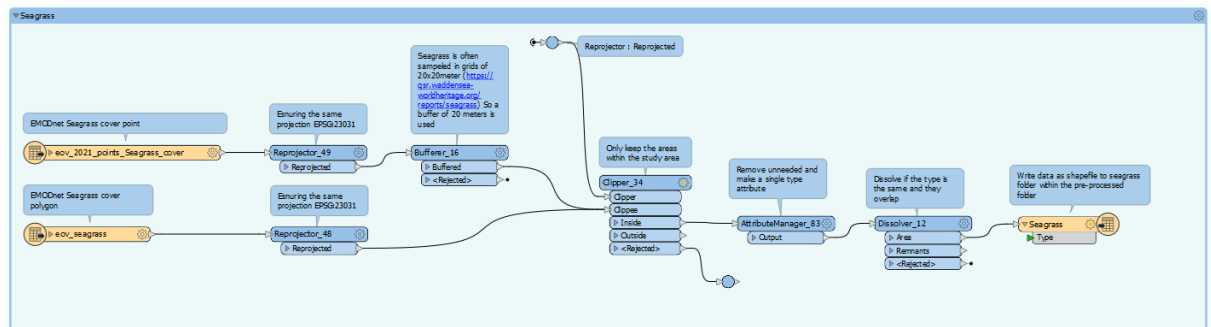 Seagrass
Reprojector : Reprojected
Seagrass is often
sampeled in grids of
20x20meter (https://
qsr.waddensea-
worldheritage.org/
reports/seagrass) So a
buffer of 20 meters is
used
EMODnet Seagrass cover point
eov_2021_points_Seagrass_cover
Esnuring the same
projection EPSG:23031
Reprojector_49
Reprojected
Bufferer_16
Buffered
<Rejected>
EMODnet Seagrass cover
polygon
eov_seagrass
Esnuring the same
projection EPSG:23031
Reprojector_48
Reprojected
Only keep the areas
within the study area
Clipper_34
Clipper
Clippee
Inside
Outside
<Rejected>
Remove unneeded and
make a single type
attribute
AttributeManager_83
Output
Dissolve if the type is
the same and they
overlap
Dissolver_12
Area
Remnants
<Rejected>
Write data as shapefile to seagrass
folder within the pre-processed
folder
Seagrass
Type